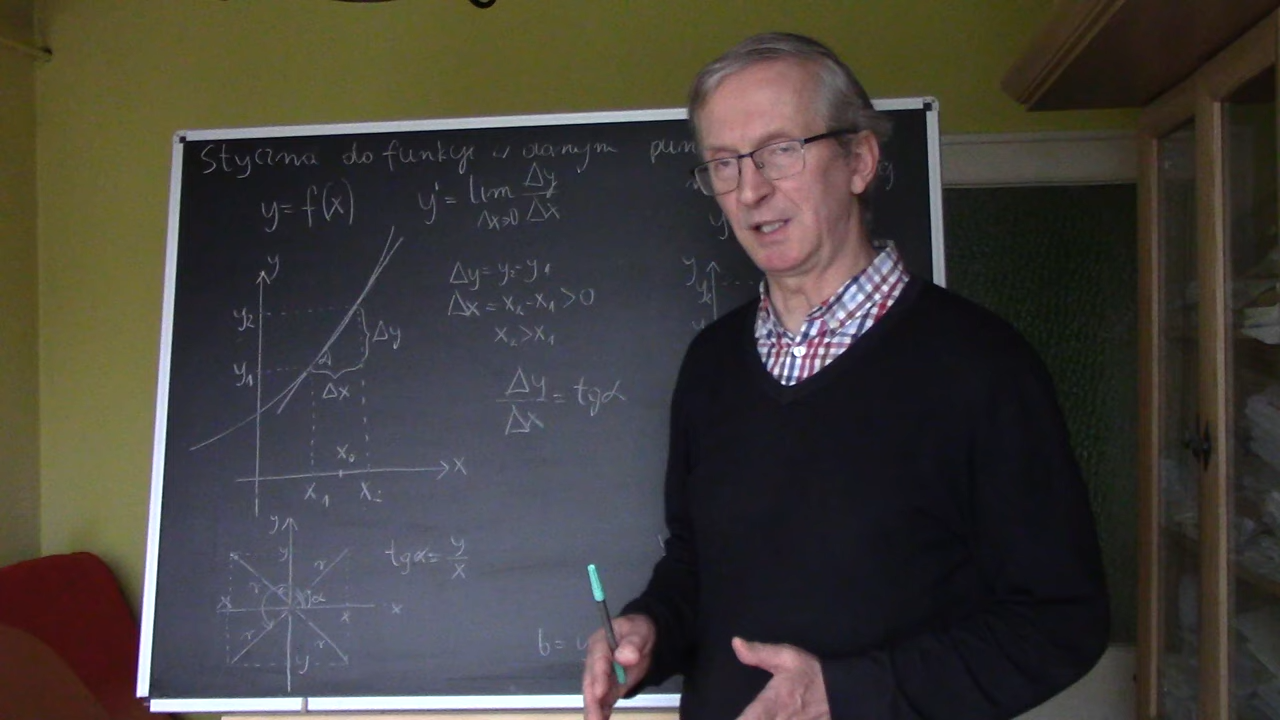 Styczna do funkcji w danym
y=f(x)
y'=lim Δy/Δx
Δx→0
Δy=y₂-y₁
Δx=x₂-x₁>0
x₂>x₁
Δy/Δx=tgα
y
y₂
y₁
α
Δy
Δx
x₀
x
x₁
x₂
y
y
tgα=y/x
r
r
α
x
x
x
r
r
y
b=
y
y